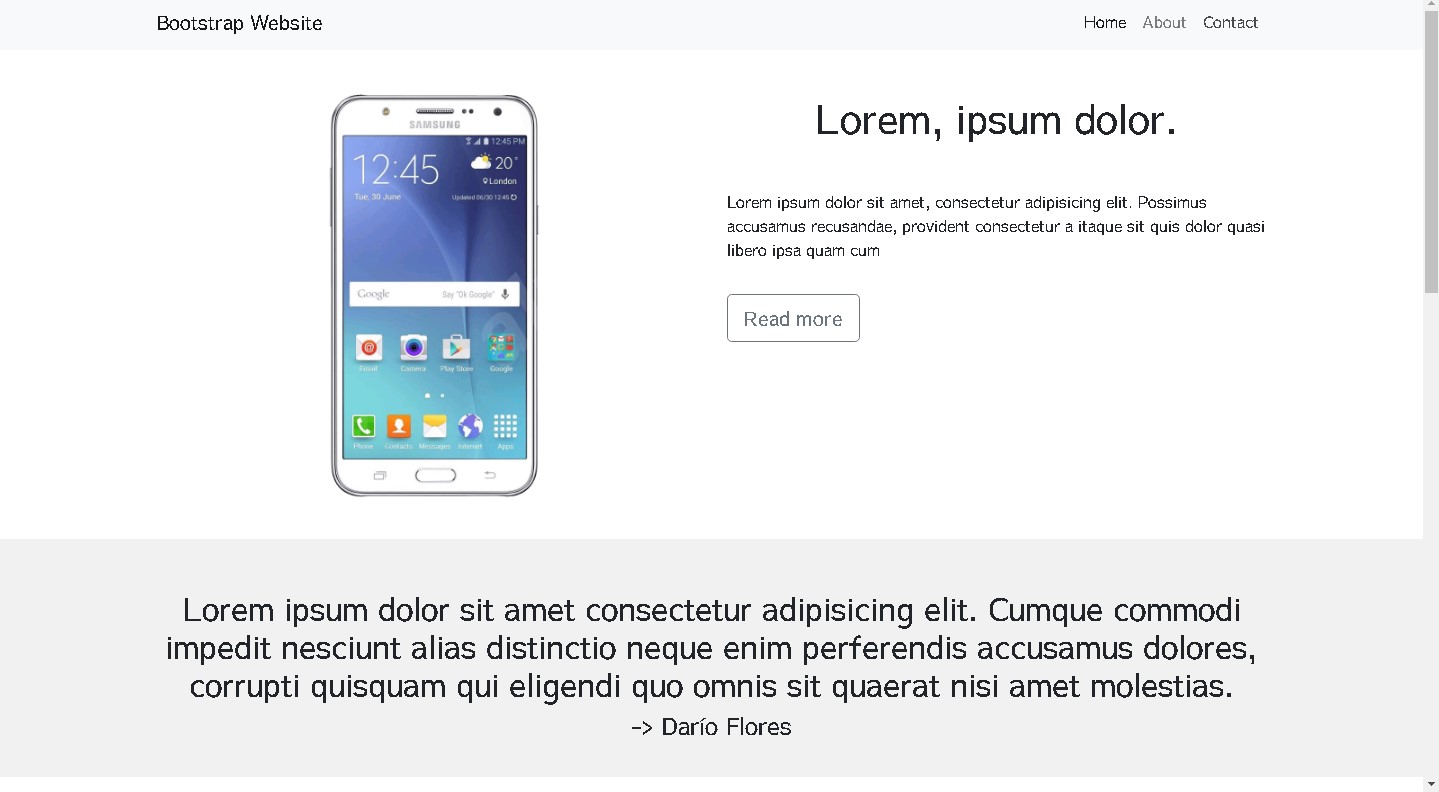 Bootstrap Website
Home About Contact
SAMSUNG
12:45 PM
12:45
20°
London
Tue, 30 June
Updated 06/30 12:45
Google
Say "Ok Google"
Email Camera Play Store Google
Phone Contacts Messages Internet Apps
Lorem, ipsum dolor.
Lorem ipsum dolor sit amet, consectetur adipisicing elit. Possimus
accusamus recusandae, provident consectetur a itaque sit quis dolor quasi
libero ipsa quam cum
Read more
Lorem ipsum dolor sit amet consectetur adipisicing elit. Cumque commodi
impedit nesciunt alias distinctio neque enim perferendis accusamus dolores,
corrupti quisquam qui eligendi quo omnis sit quaerat nisi amet molestias.
-> Darío Flores